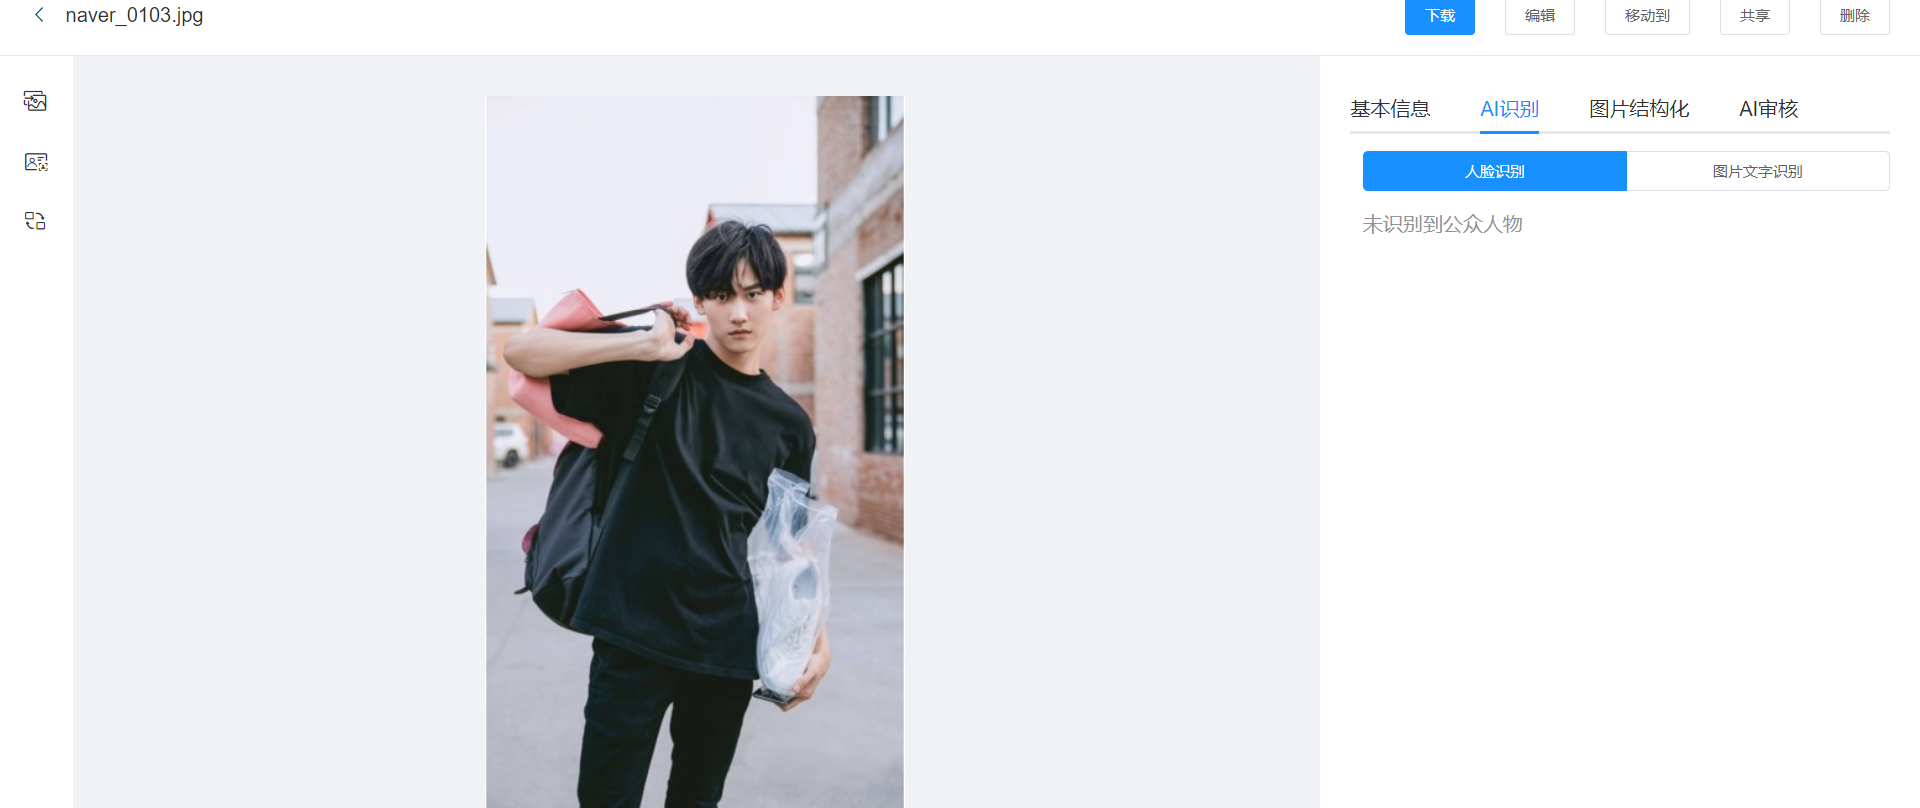 naver_0103.jpg
下载
编辑
移动到
共享
删除
基本信息
AI识别
图片结构化
AI审核
人脸识别
图片文字识别
未识别到公众人物